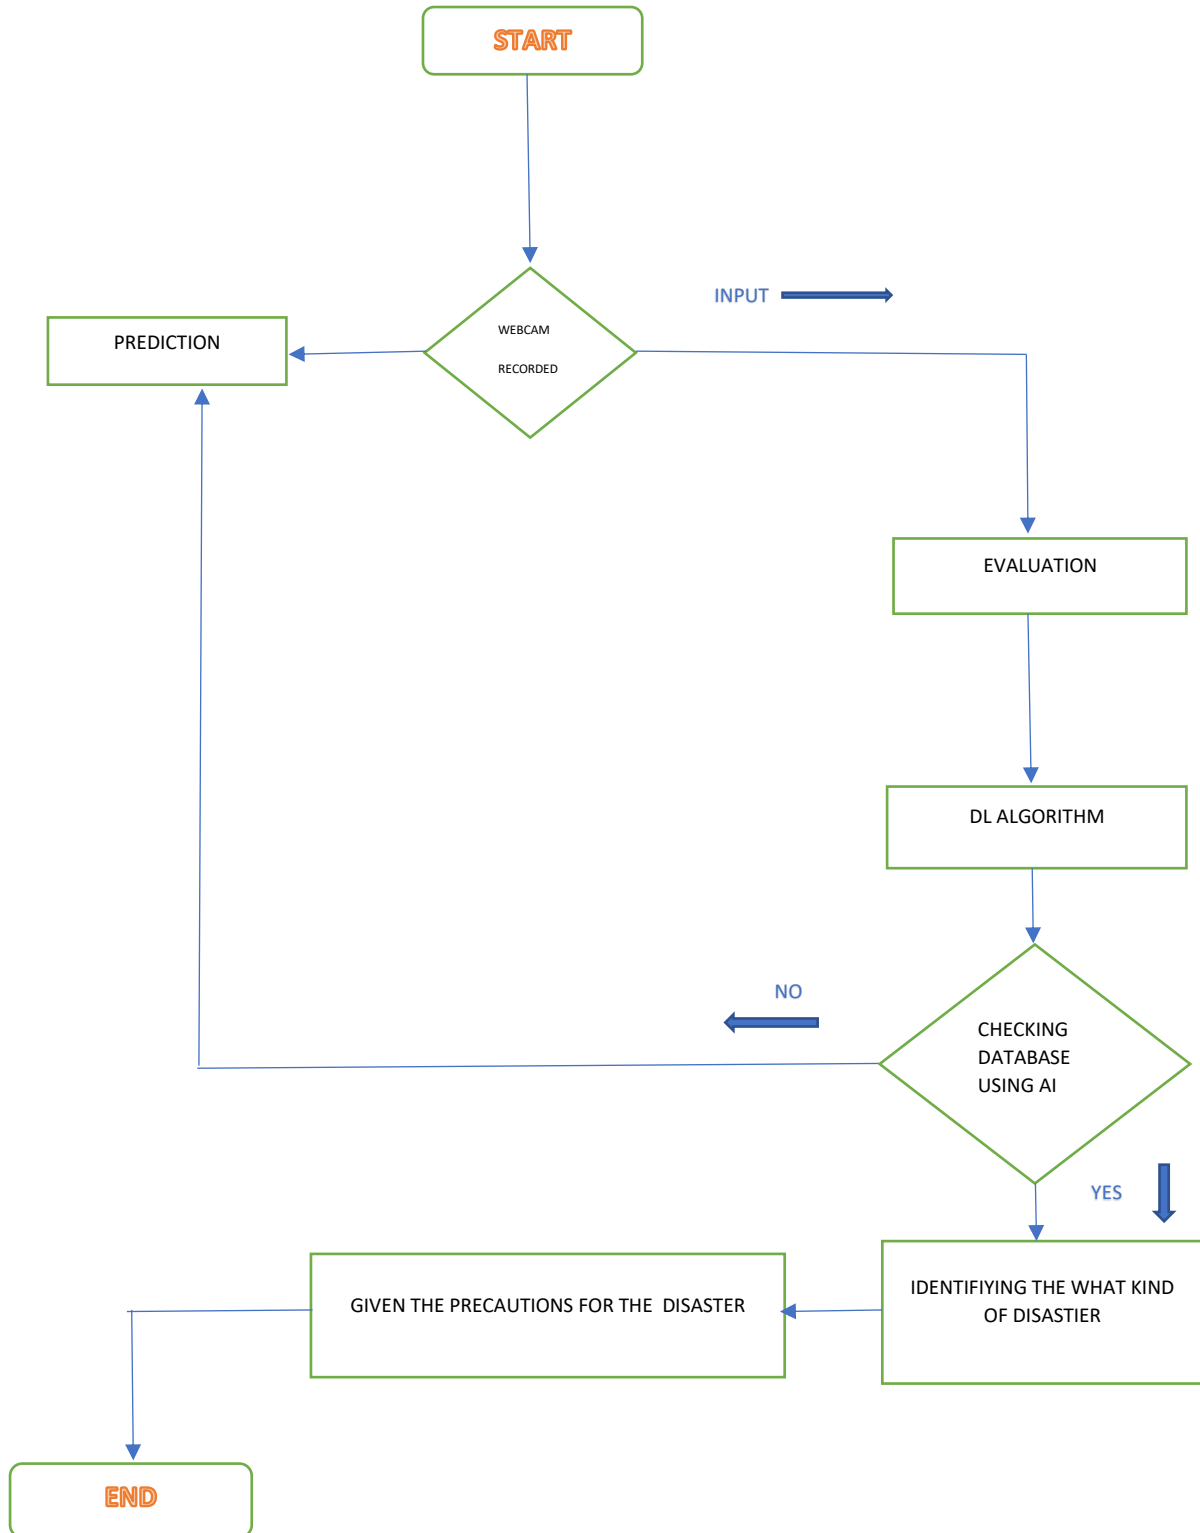 START
INPUT
WEBCAM
RECORDED
PREDICTION
EVALUATION
DL ALGORITHM
NO
CHECKING
DATABASE
USING AI
YES
IDENTIFIYING THE WHAT KIND
OF DISASTIER
GIVEN THE PRECAUTIONS FOR THE  DISASTER
END